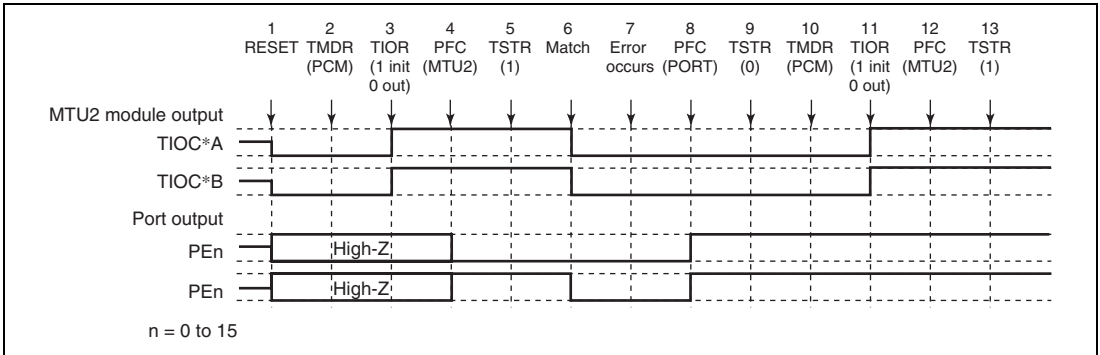 1 2 3 4 5 6 7 8 9 10 11 12 13
RESET TMDR TIOR PFC TSTR Match Error PFC TSTR TMDR TIOR PFC TSTR
(PCM) (1 init (MTU2) (1) occurs (PORT) (0) (PCM) (1 init (MTU2) (1)
0 out) 0 out)
MTU2 module output
TIOC*A
TIOC*B
Port output
PEn High-Z
PEn High-Z
n = 0 to 15